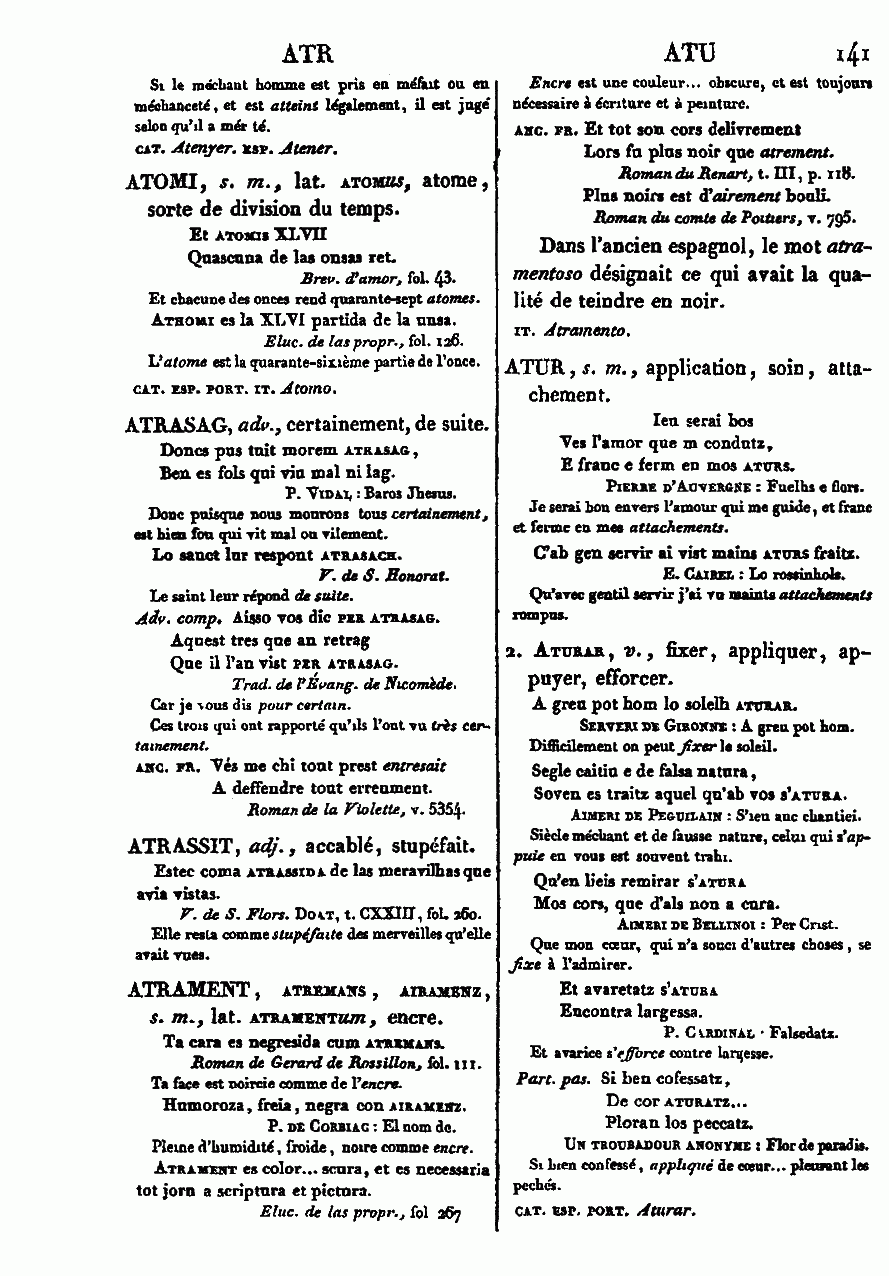 ATR
Si le méchant homme est pris en méfait ou en
méchanceté, et est atteint légalement, il est jugé
selon qu'il a mér té.
CAT. Atenyer. ESP. Atener.
ATOMI, s. m., lat. ATOMUS, atome,
sorte de division du temps.
Et ATOMIS XLVII
Quascuna de las onsas ret.
Brev. d'amor, fol. 43.
Et chacune des onces rend quarante-sept atomes.
ATHOMI es la XLVI partida de la unsa.
Eluc. de las propr., fol. 126.
L'atome est la quarante-sixième partie de l'once.
CAT. ESP. PORT. IT. Atomo.
ATRASAG, adv., certainement, de suite.
Doncs pus tuit morem ATRASAG,
Ben es fols qui viu mal ni lag.
P. VIDAL : Baros Jhesus.
Donc puisque nous mourons tous certainement,
est bien fou qui vit mal ou vilement.
Lo sanct lur respont ATRASACH.
V. de S. Honorat.
Le saint leur répond de suite.
Adv. comp. Aisso vos dic PER ATRASAG.
Aquest tres que an retrag
Que il l'an vist PER ATRASAG.
Trad. de l'Évang. de Nicomède.
Car je vous dis pour certain.
Ces trois qui ont rapporté qu'ils l'ont vu très cer-
tainement.
ANC. FR. Vés me chi tout prest entresait
A deffendre tout erreument.
Roman de la Violette, v. 5354.
ATRASSIT, adj., accablé, stupéfait.
Estec coma ATRASSIDA de las meravilhas que
avia vistas.
V. de S. Flors. DOAT, t. CXXIII, fol. 260.
Elle resta comme stupéfaite des merveilles qu'elle
avait vues.
ATRAMENT, ATREMANS, AIRAMENZ,
s. m., lat. ATRAMENTum, encre.
Ta cara es negresida cum ATREMANS.
Roman de Gerard de Rossillon, fol. 111.
Ta face est noircie comme de l'encre.
Humoroza, freia, negra con AIRAMENZ.
P. DE CORBIAC : El nom de.
Pleine d'humidité, froide, noire comme encre.
ATRAMENT es color... scura, et es necessaria
tot jorn a scriptura et pictura.
Eluc. de las propr., fol 267
ATU 141
Encre est une couleur... obscure, et est toujours
nécessaire à écriture et à peinture.
ANC. FR. Et tot son cors delivrement
Lors fu plus noir que atrement.
Roman du Renart, t. III, p. 118.
Plus noirs est d'airement bouli.
Roman du comte de Poitiers, v. 795.
Dans l'ancien espagnol, le mot atra-
mentoso désignait ce qui avait la qua-
lité de teindre en noir.
IT. Atramento.
ATUR, s. m., application, soin, atta-
chement.
Ieu serai bos
Ves l'amor que m condutz,
E franc e ferm en mos ATURS.
PIERRE D'AUVERGNE : Fuelhs e flors.
Je serai bon envers l'amour qui me guide, et franc
et ferme en mes attachements.
C'ab gen servir ai vist mains ATURS fraitz.
E. CAIREL : Lo rossinhols.
Qu'avec gentil servir j'ai vu maints attachements
rompus.
2. ATURAR, v., fixer, appliquer, ap-
puyer, efforcer.
A greu pot hom lo solelh ATURAR.
SERVERI DE GIRONNE : A greu pot hom.
Difficilement on peut fixer le soleil.
Segle caitiu e de falsa natura,
Soven es traitz aquel qu'ab vos s'ATURA.
AIMERI DE PEGUILAIN : S'ieu anc chantiei.
Siècle méchant et de fausse nature, celui qui s'ap-
puie en vous est souvent trahi.
Qu'en lieis remirar s'ATURA
Mos cors, que d'als non a cura.
AIMERI DE BELLINOI : Per Crist.
Que mon cœur, qui n'a souci d'autres choses, se
fixe à l'admirer.
Et avaretatz s'ATURA
Encontra largessa.
P. CARDINAL · Falsedatz.
Et avarice s'efforce contre largesse.
Part. pas. Si ben cofessatz,
De cor ATURATZ...
Ploran los peccatz.
UN TROUBADOUR ANONYME : Flor de paradis.
Si bien confessé, appliqué de cœur... pleurant les
pechés.
CAT. ESP. PORT. Aturar.